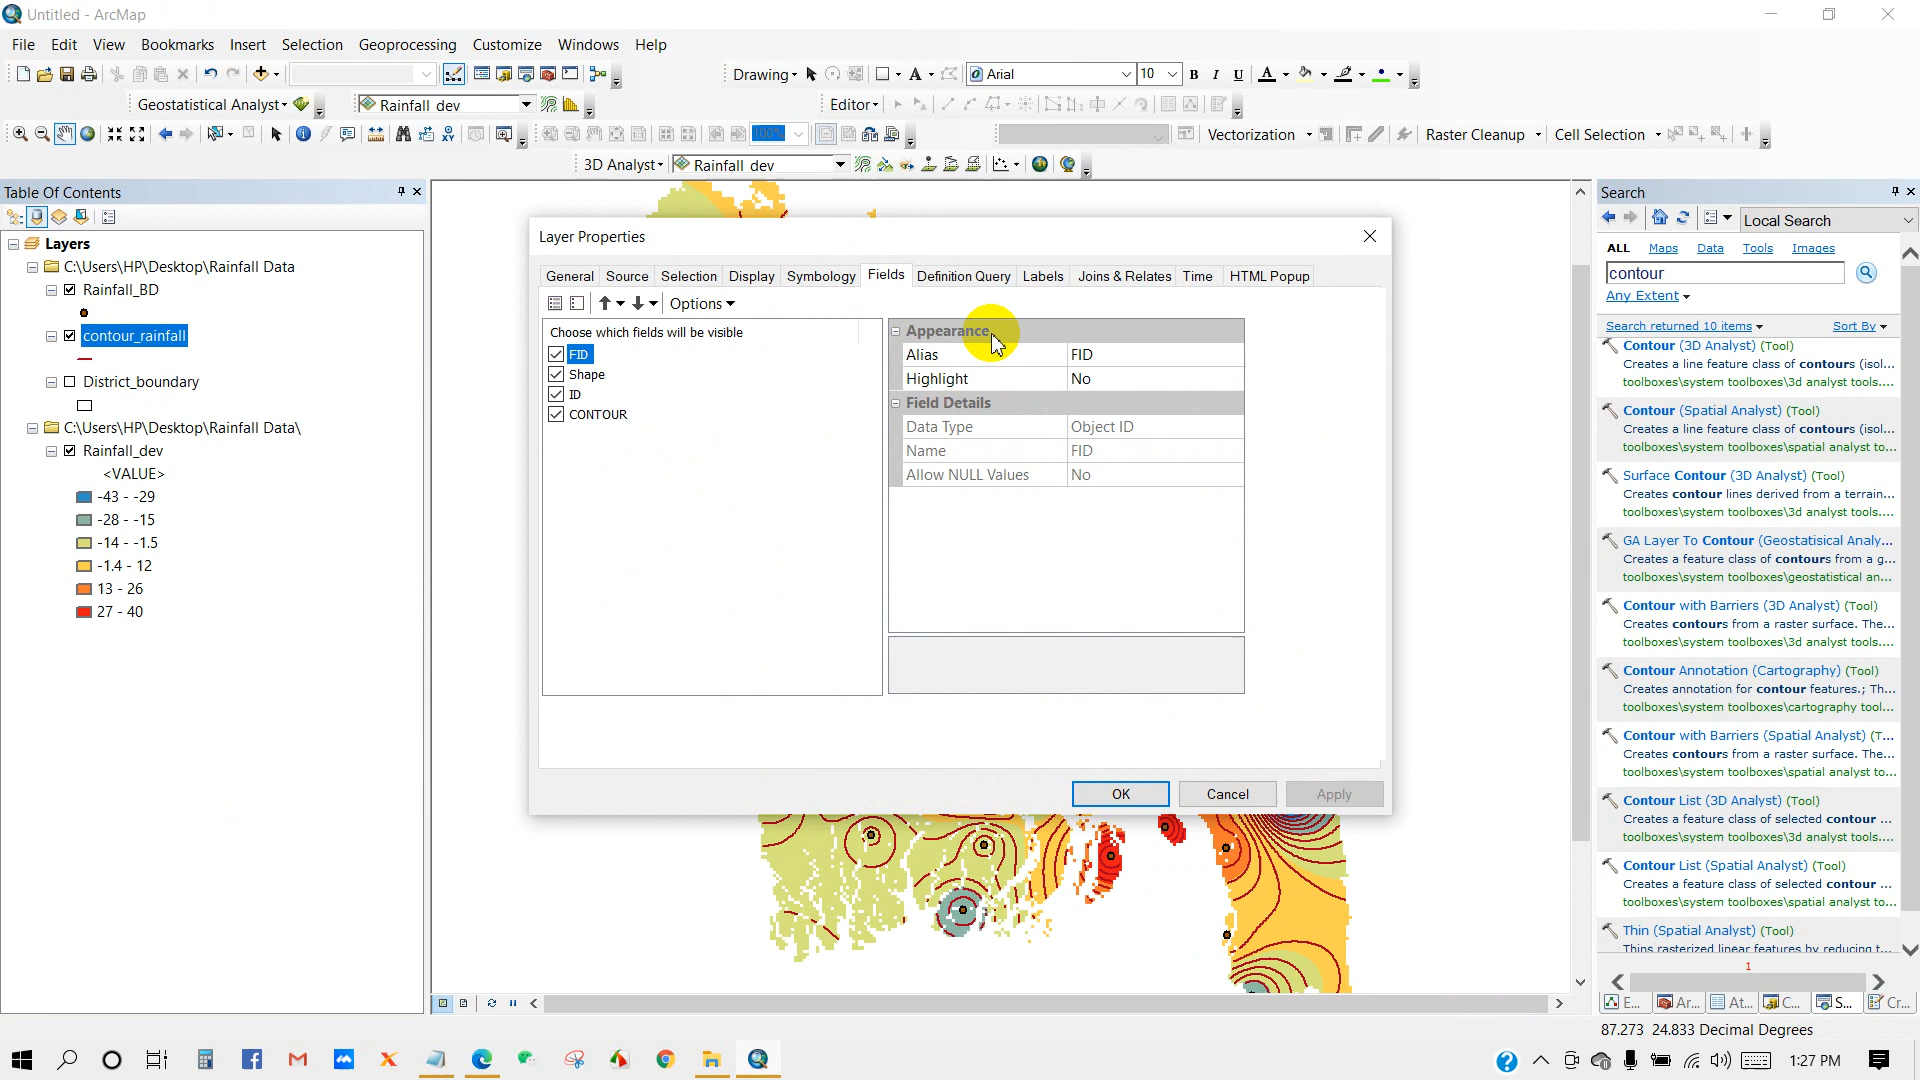 Untitled - ArcMap
File Edit View Bookmarks Insert Selection Geoprocessing Customize Windows Help
Drawing Arial 10 B I U A
Geostatistical Analyst Rainfall_dev Editor
100% Vectorization Raster Cleanup Cell Selection
3D Analyst Rainfall_dev
Table Of Contents
Layers
C:\Users\HP\Desktop\Rainfall Data
Rainfall_BD
contour_rainfall
District_boundary
C:\Users\HP\Desktop\Rainfall Data\
Rainfall_dev
<VALUE>
-43 - -29
-28 - -15
-14 - -1.5
-1.4 - 12
13 - 26
27 - 40
Layer Properties
General Source Selection Display Symbology Fields Definition Query Labels Joins & Relates Time HTML Popup
Options
Choose which fields will be visible
FID
Shape
ID
CONTOUR
Appearance
Alias FID
Highlight No
Field Details
Data Type Object ID
Name FID
Allow NULL Values No
OK Cancel Apply
Search
Local Search
ALL Maps Data Tools Images
contour
Any Extent
Search returned 10 items Sort By
Contour (3D Analyst) (Tool)
Creates a line feature class of contours (isol...
toolboxes\system toolboxes\3d analyst tools....
Contour (Spatial Analyst) (Tool)
Creates a line feature class of contours (isol...
toolboxes\system toolboxes\spatial analyst to...
Surface Contour (3D Analyst) (Tool)
Creates contour lines derived from a terrain...
toolboxes\system toolboxes\3d analyst tools....
GA Layer To Contour (Geostatisical Analy...
Creates a feature class of contours from a g...
toolboxes\system toolboxes\geostatistical an...
Contour with Barriers (3D Analyst) (Tool)
Creates contours from a raster surface. The...
toolboxes\system toolboxes\3d analyst tools....
Contour Annotation (Cartography) (Tool)
Creates annotation for contour features.; Th...
toolboxes\system toolboxes\cartography tool...
Contour with Barriers (Spatial Analyst) (T...
Creates contours from a raster surface. The...
toolboxes\system toolboxes\spatial analyst to...
Contour List (3D Analyst) (Tool)
Creates a feature class of selected contour ...
toolboxes\system toolboxes\3d analyst tools....
Contour List (Spatial Analyst) (Tool)
Creates a feature class of selected contour ...
toolboxes\system toolboxes\spatial analyst to...
Thin (Spatial Analyst) (Tool)
Thins rasterized linear features by reducing t...
1
E... Ar... At... C... S... Cr...
87.273 24.833 Decimal Degrees
1:27 PM